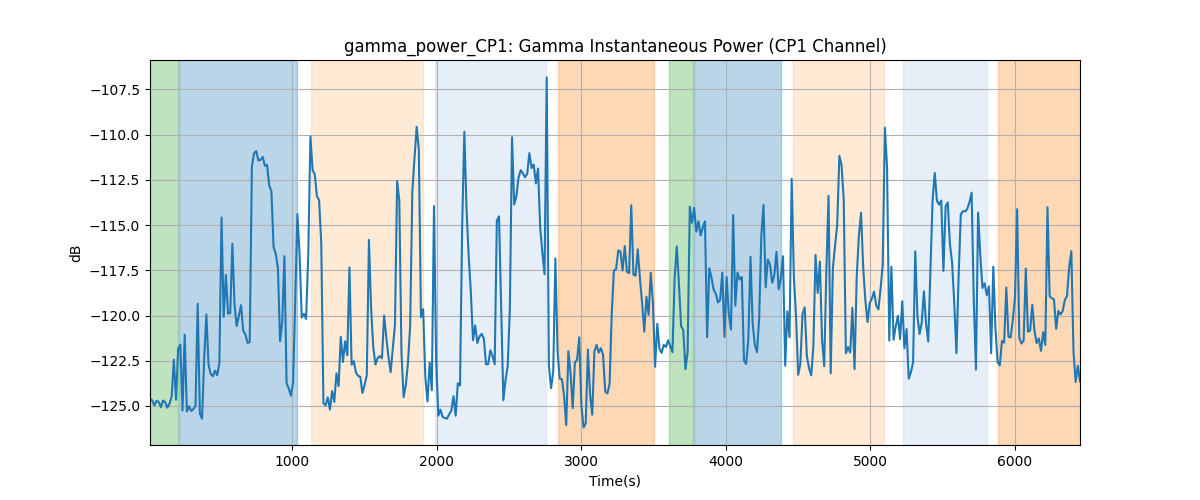 gamma_power_CP1: Gamma Instantaneous Power (CP1 Channel)
−107.5
−110.0
−112.5
−115.0
−117.5
−120.0
−122.5
−125.0
dB
1000 2000 3000 4000 5000 6000
Time(s)